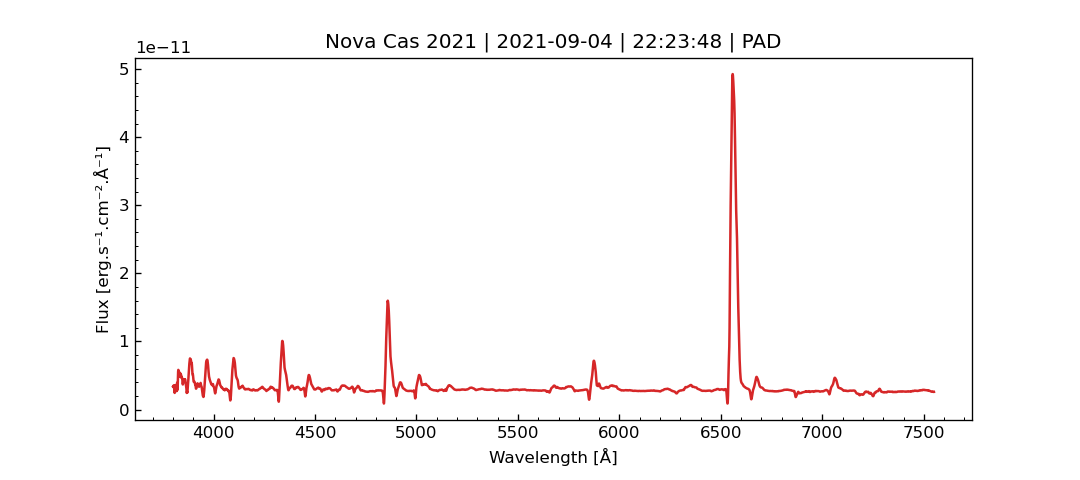 Nova Cas 2021 | 2021-09-04 | 22:23:48 | PAD
1e−11
5
4
3
2
1
0
Flux [erg.s⁻¹.cm⁻².Å⁻¹]
4000 4500 5000 5500 6000 6500 7000 7500
Wavelength [Å]